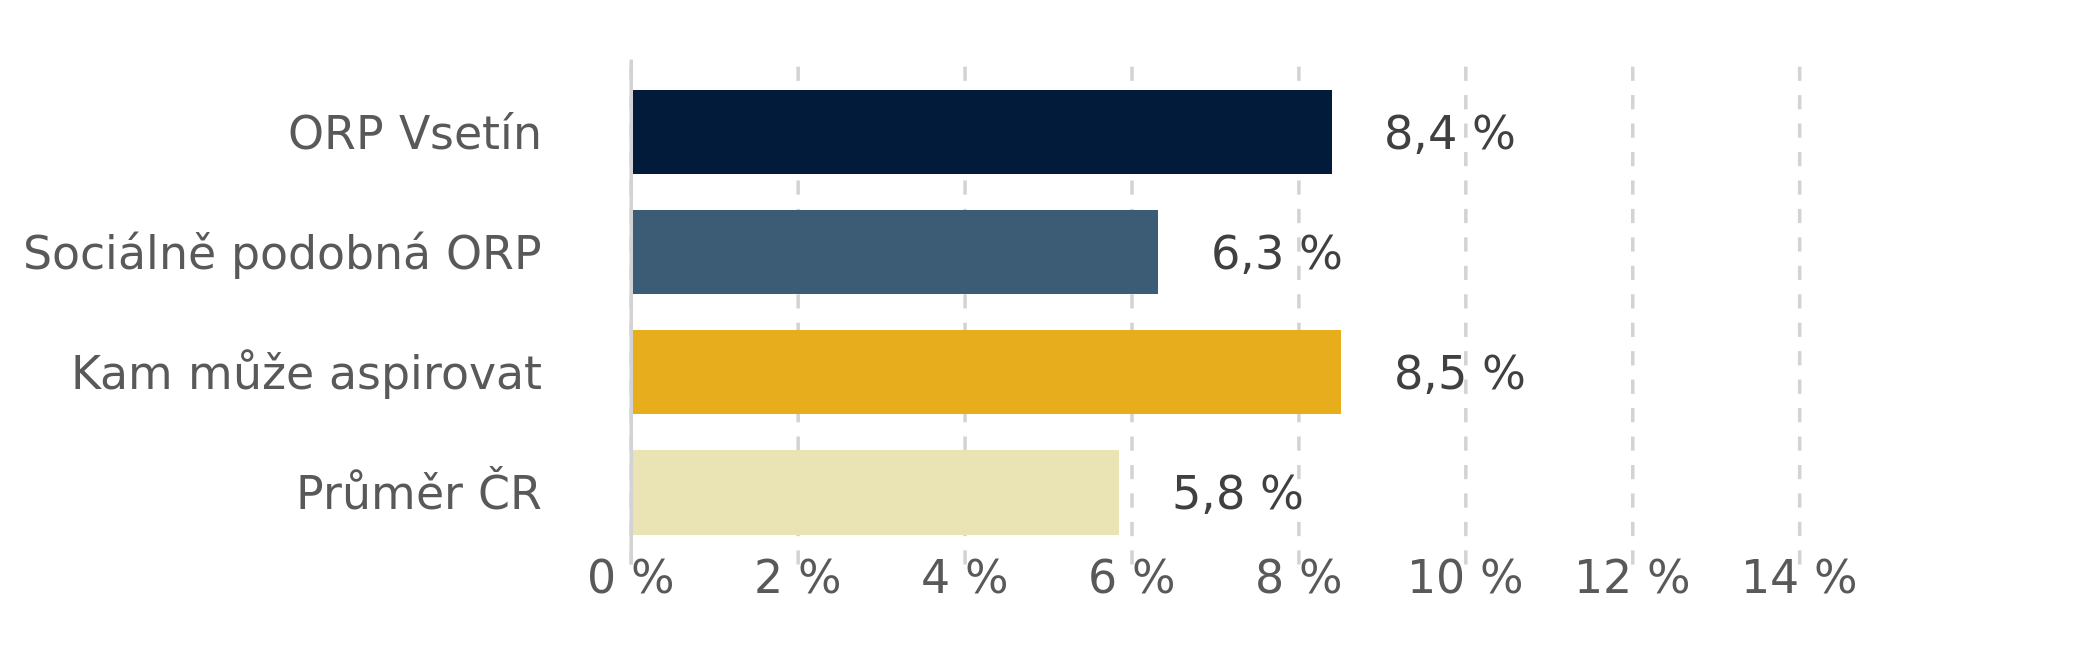 ORP Vsetín 8,4 %
Sociálně podobná ORP 6,3 %
Kam může aspirovat 8,5 %
Průměr ČR 5,8 %
0 % 2 % 4 % 6 % 8 % 10 % 12 % 14 %